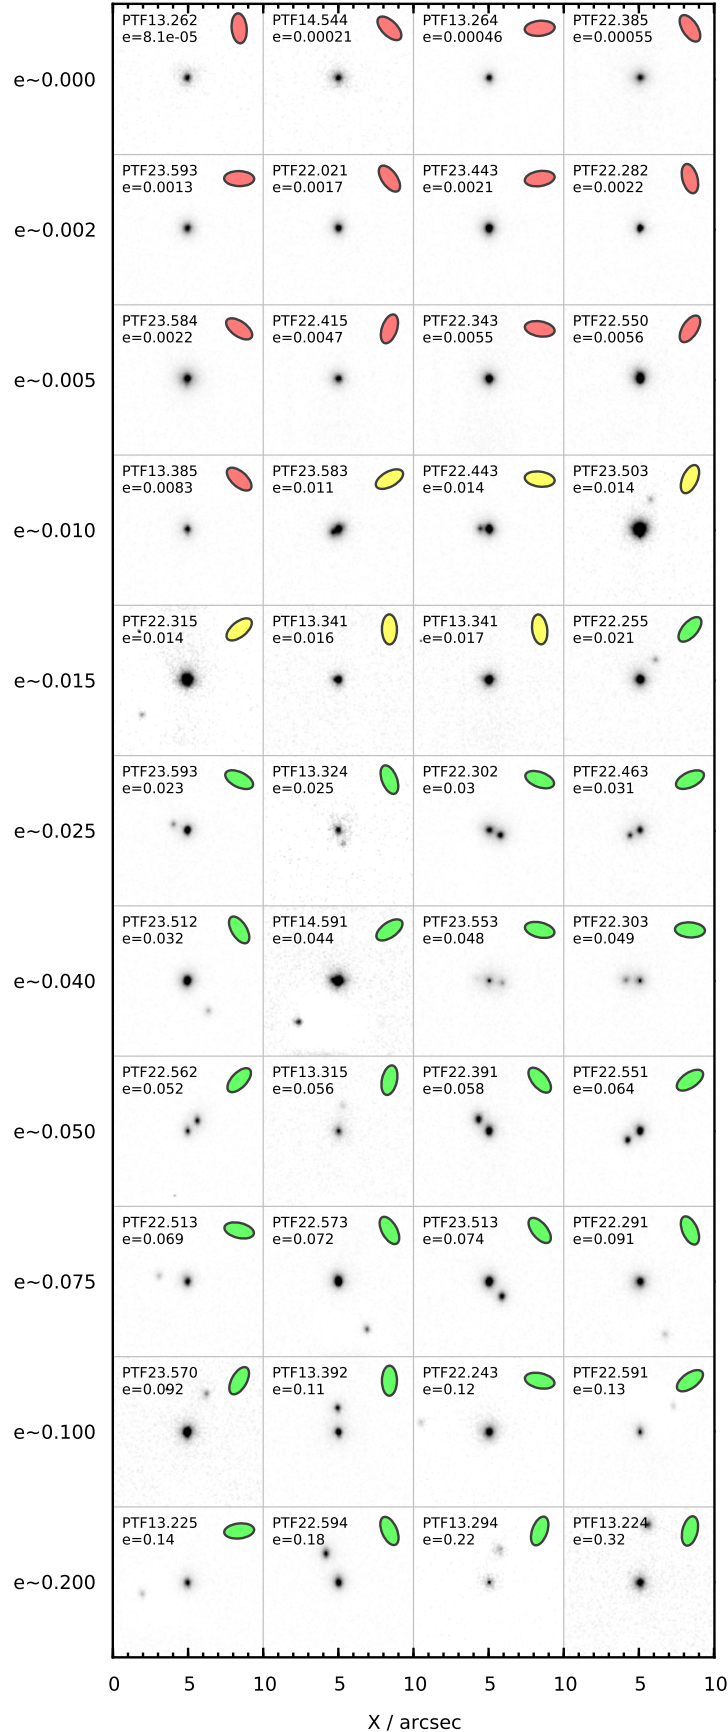 PTF13.262 PTF14.544 PTF13.264 PTF22.385
e=8.1e-05 e=0.00021 e=0.00046 e=0.00055
e~0.000
PTF23.593 PTF22.021 PTF23.443 PTF22.282
e=0.0013 e=0.0017 e=0.0021 e=0.0022
e~0.002
PTF23.584 PTF22.415 PTF22.343 PTF22.550
e=0.0022 e=0.0047 e=0.0055 e=0.0056
e~0.005
PTF13.385 PTF23.583 PTF22.443 PTF23.503
e=0.0083 e=0.011 e=0.014 e=0.014
e~0.010
PTF22.315 PTF13.341 PTF13.341 PTF22.255
e=0.014 e=0.016 e=0.017 e=0.021
e~0.015
PTF23.593 PTF13.324 PTF22.302 PTF22.463
e=0.023 e=0.025 e=0.03 e=0.031
e~0.025
PTF23.512 PTF14.591 PTF23.553 PTF22.303
e=0.032 e=0.044 e=0.048 e=0.049
e~0.040
PTF22.562 PTF13.315 PTF22.391 PTF22.551
e=0.052 e=0.056 e=0.058 e=0.064
e~0.050
PTF22.513 PTF22.573 PTF23.513 PTF22.291
e=0.069 e=0.072 e=0.074 e=0.091
e~0.075
PTF23.570 PTF13.392 PTF22.243 PTF22.591
e=0.092 e=0.11 e=0.12 e=0.13
e~0.100
PTF13.225 PTF22.594 PTF13.294 PTF13.224
e=0.14 e=0.18 e=0.22 e=0.32
e~0.200
0 5 10 5 10 5 10 5 10
X / arcsec